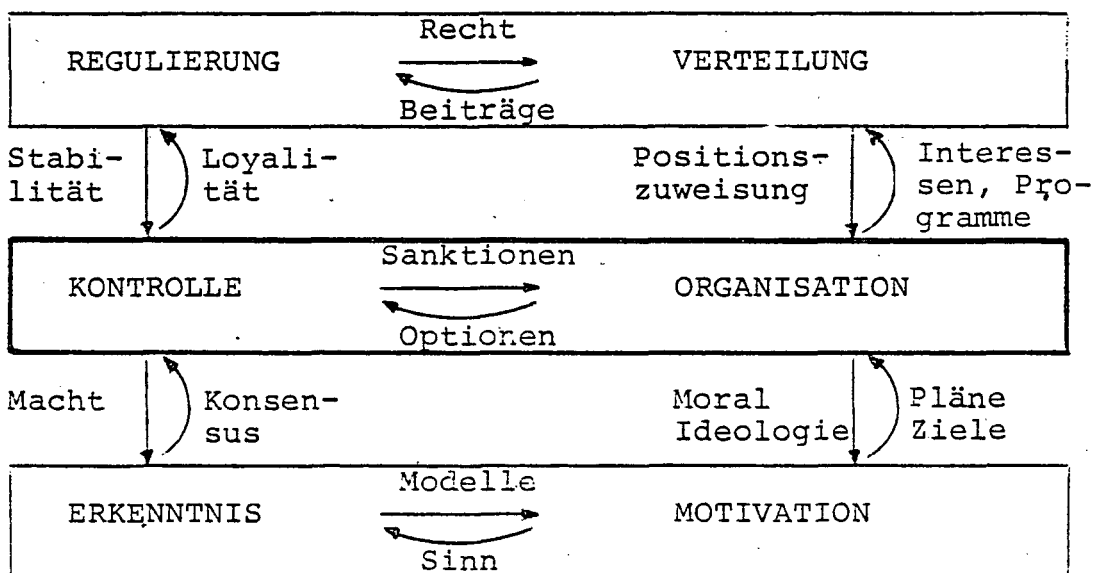 Recht
REGULIERUNG VERTEILUNG
Beiträge
Stabi-
lität
Loyali-
tät
Positions-
zuweisung
Interes-
sen, Pro-
gramme
Sanktionen
KONTROLLE ORGANISATION
Optionen
Macht
Konsen-
sus
Moral
Ideologie
Pläne
Ziele
Modelle
ERKENNTNIS MOTIVATION
Sinn